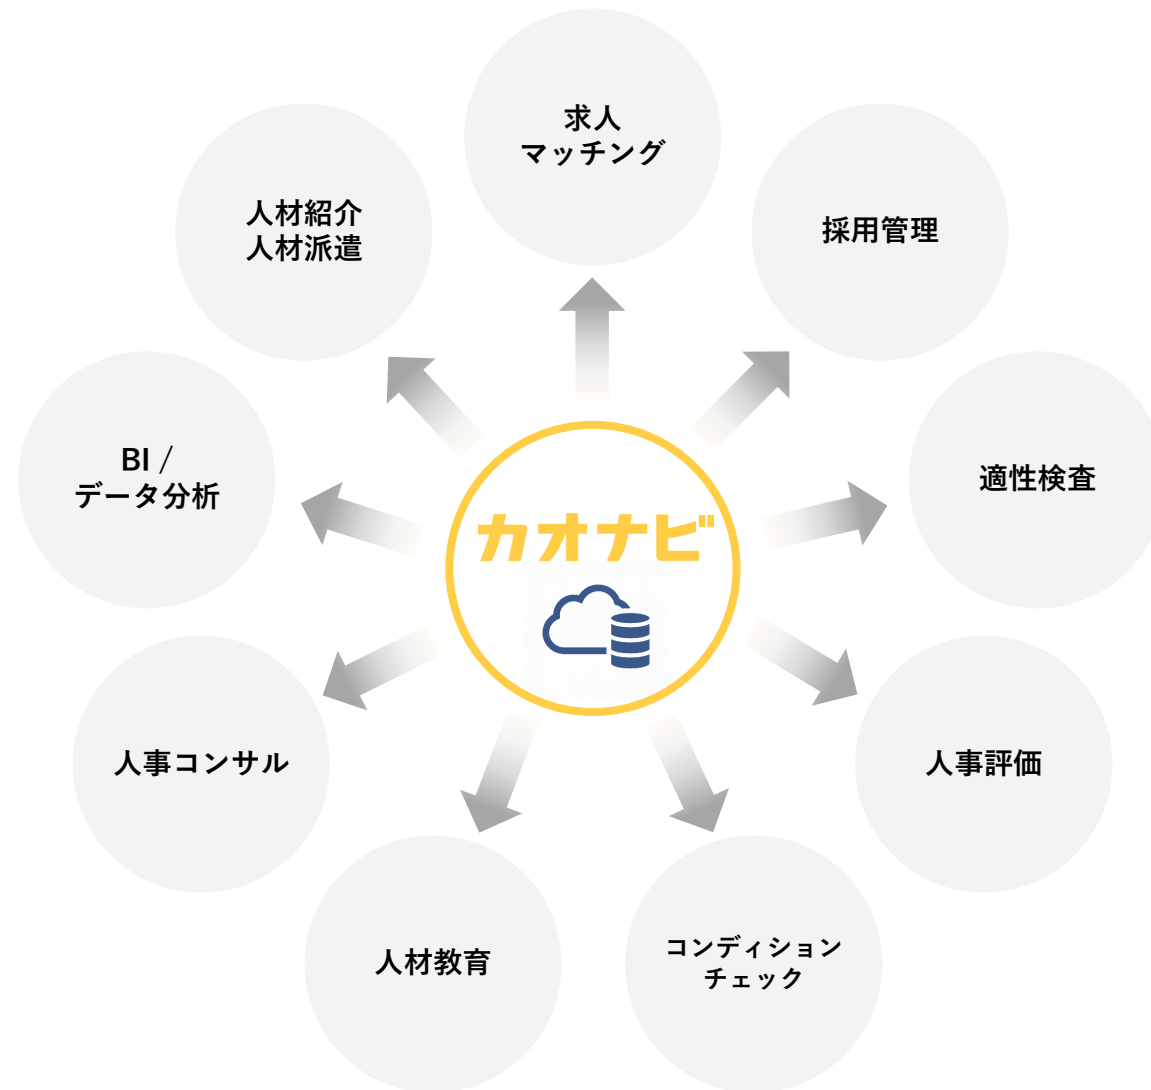 求人
マッチング
人材紹介
人材派遣
採用管理
BI /
データ分析
適性検査
カオナビ
人事コンサル
人事評価
人材教育
コンディション
チェック